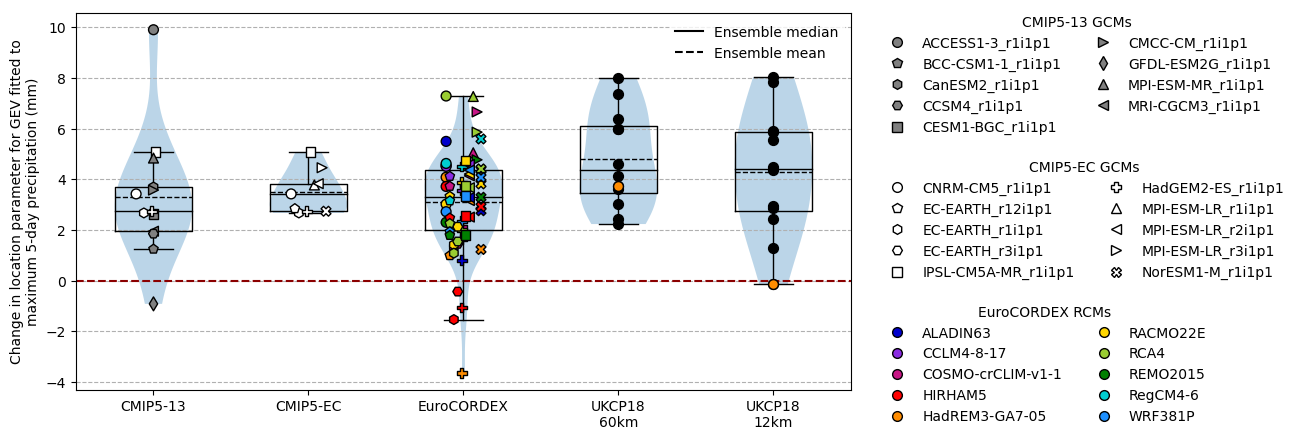 Change in location parameter for GEV fitted to
maximum 5-day precipitation (mm)
10
8
6
4
2
0
−2
−4
Ensemble median
Ensemble mean
CMIP5-13
CMIP5-EC
EuroCORDEX
UKCP18
60km
UKCP18
12km
CMIP5-13 GCMs
ACCESS1-3_r1i1p1
BCC-CSM1-1_r1i1p1
CanESM2_r1i1p1
CCSM4_r1i1p1
CESM1-BGC_r1i1p1
CMCC-CM_r1i1p1
GFDL-ESM2G_r1i1p1
MPI-ESM-MR_r1i1p1
MRI-CGCM3_r1i1p1
CMIP5-EC GCMs
CNRM-CM5_r1i1p1
EC-EARTH_r12i1p1
EC-EARTH_r1i1p1
EC-EARTH_r3i1p1
IPSL-CM5A-MR_r1i1p1
HadGEM2-ES_r1i1p1
MPI-ESM-LR_r1i1p1
MPI-ESM-LR_r2i1p1
MPI-ESM-LR_r3i1p1
NorESM1-M_r1i1p1
EuroCORDEX RCMs
ALADIN63
CCLM4-8-17
COSMO-crCLIM-v1-1
HIRHAM5
HadREM3-GA7-05
RACMO22E
RCA4
REMO2015
RegCM4-6
WRF381P